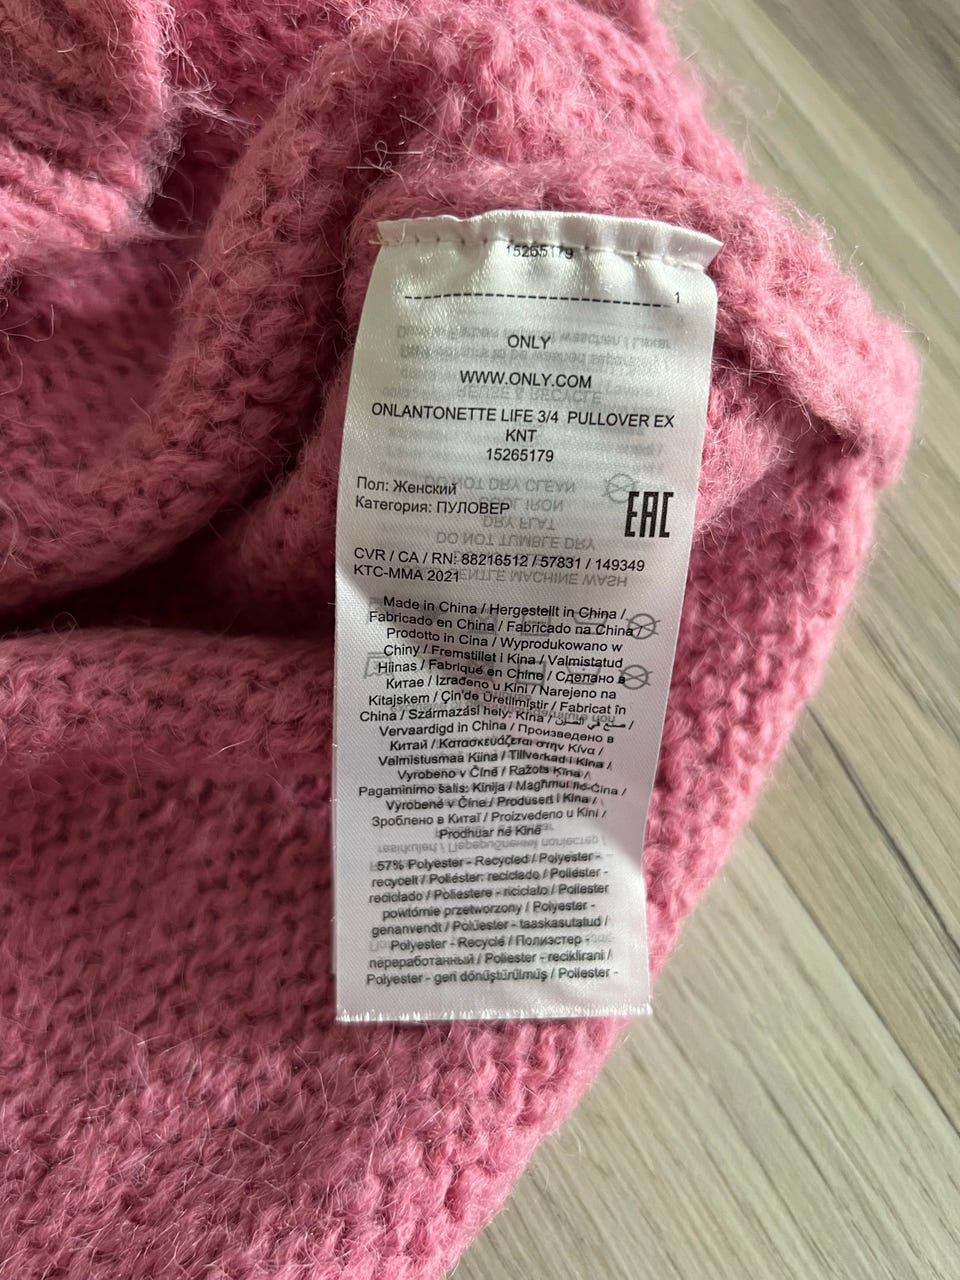 15265179
1
ONLY
WWW.ONLY.COM
ONLANTONETTE LIFE 3/4 PULLOVER EX
KNT
15265179
Пол: Женский
Категория: ПУЛОВЕР
EAC
CVR / CA / RN: 88216512 / 57831 / 149349
KTC-MMA 2021
Made in China / Hergestellt in China /
Fabricado en China / Fabricado na China /
Prodotto in Cina / Wyprodukowano w
Chiny / Fremstillet i Kina / Valmistatud
Hiinas / Fabriqué en Chine / Сделано в
Китае / Izrađeno u Kini / Narejeno na
Kitajskem / Çin'de Üretilmiştir / Fabricat în
China / Származási hely: Kína / صنع في الصين /
Vervaardigd in China / Произведено в
Китай / Κατασκευάζεται στην Κίνα /
Valmistusmaa Kiina / Tillverkad i Kina /
Vyrobeno v Číně / Ražots Ķīna /
Pagaminimo šalis: Kinija / Magħmul fiċ-Ċina /
Vyrobené v Číne / Produsert i Kina /
Зроблено в Китаї / Proizvedeno u Kini /
Prodhuar në Kinë
57% Polyester - Recycled / Polyester -
recycelt / Poliéster: reciclado / Poliéster -
reciclado / Poliestere - riciclato / Poliester
powtórnie przetworzony / Polyester -
genanvendt / Polüester - taaskasutatud /
Polyester - Recyclé / Полиэстер -
переработанный / Poliester - reciklirani /
Polyester - geri dönüştürülmüş / Poliester -